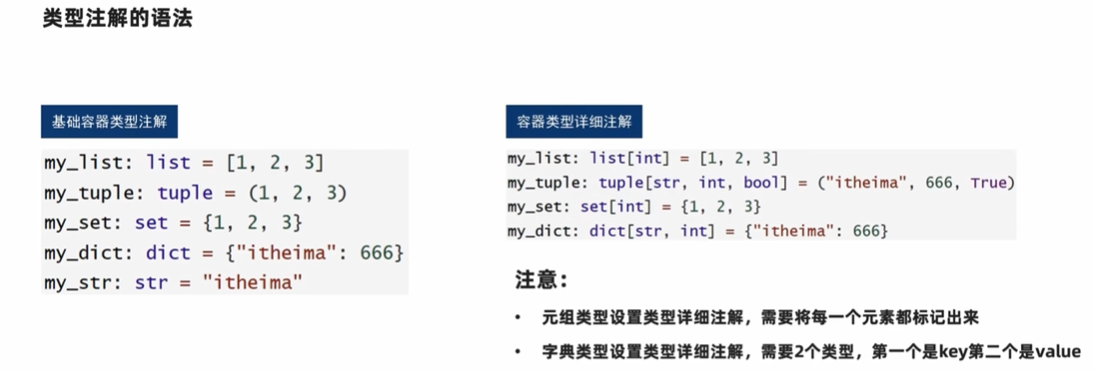 类型注解的语法
基础容器类型注解
my_list: list = [1, 2, 3]
my_tuple: tuple = (1, 2, 3)
my_set: set = {1, 2, 3}
my_dict: dict = {"itheima": 666}
my_str: str = "itheima"
容器类型详细注解
my_list: list[int] = [1, 2, 3]
my_tuple: tuple[str, int, bool] = ("itheima", 666, True)
my_set: set[int] = {1, 2, 3}
my_dict: dict[str, int] = {"itheima": 666}
注意：
• 元组类型设置类型详细注解，需要将每一个元素都标记出来
• 字典类型设置类型详细注解，需要2个类型，第一个是key第二个是value